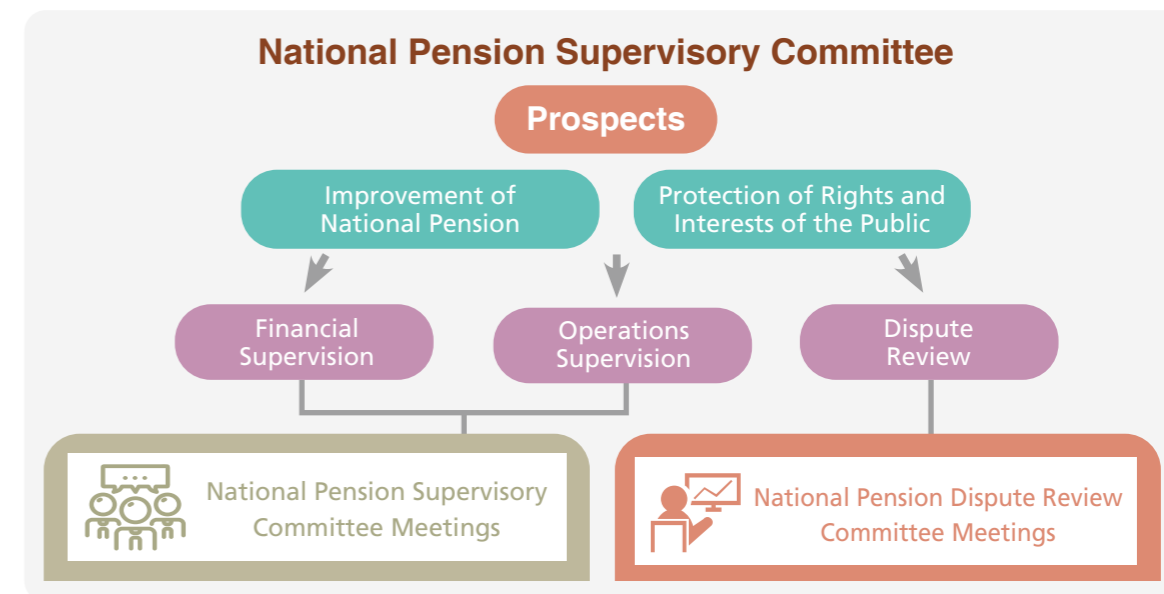 National Pension Supervisory Committee
Prospects
Improvement of
National Pension
Protection of Rights and
Interests of the Public
Financial
Supervision
Operations
Supervision
Dispute
Review
National Pension Supervisory
Committee Meetings
National Pension Dispute Review
Committee Meetings